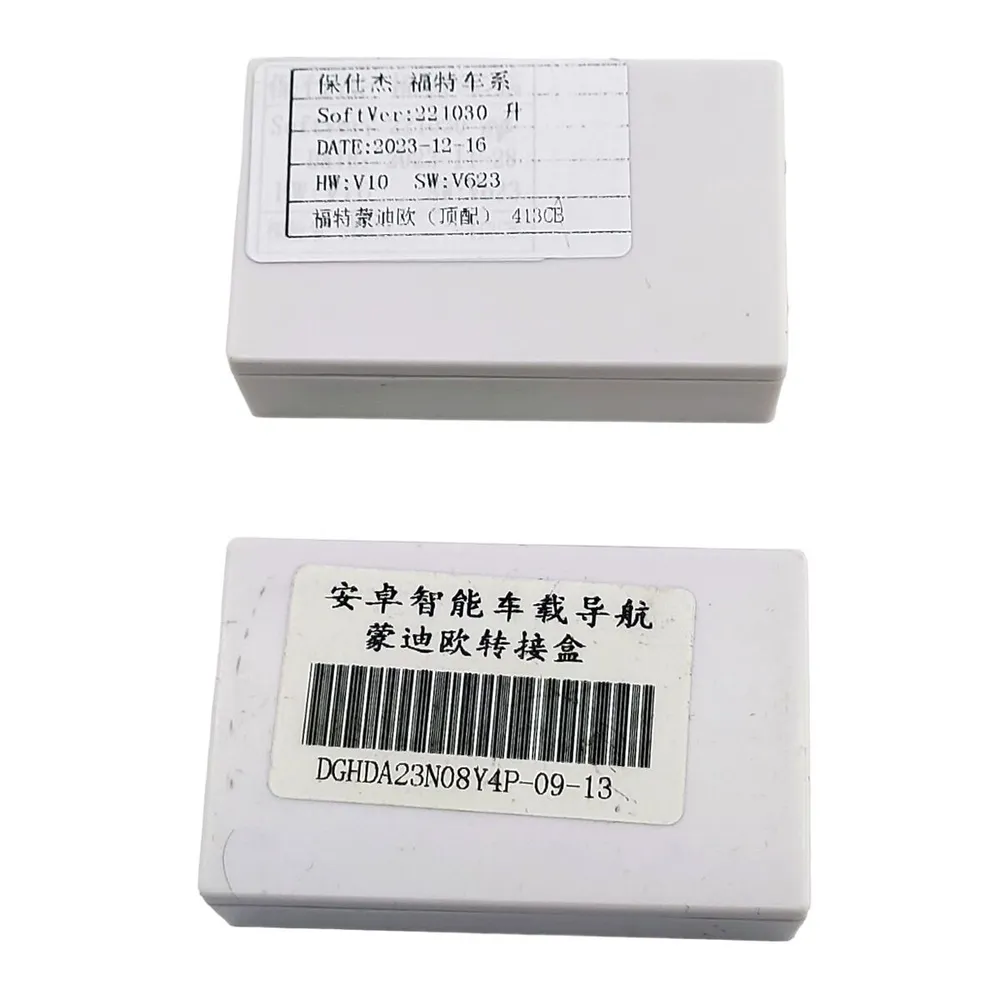 保仕杰 福特车系
SoftVer:221030 升
DATE:2023-12-16
HW:V10 SW:V623
福特蒙迪欧（顶配） 413CB
安卓智能车载导航
蒙迪欧转接盒
DGHDA23N08Y4P-09-13